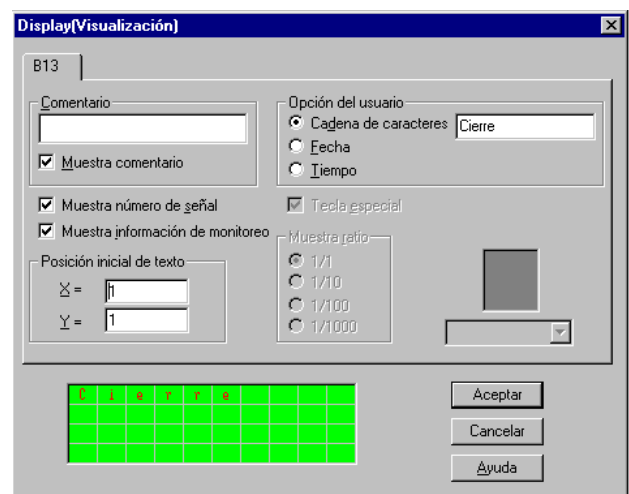 Display(Visualización)
B13
Comentario
Muestra comentario
Opción del usuario
Cadena de caracteres Cierre
Fecha
Tiempo
Muestra número de señal
Muestra información de monitoreo
Tecla especial
Posición inicial de texto
X = 1
Y = 1
Muestra ratio
1/1
1/10
1/100
1/1000
Cierre
Aceptar
Cancelar
Ayuda